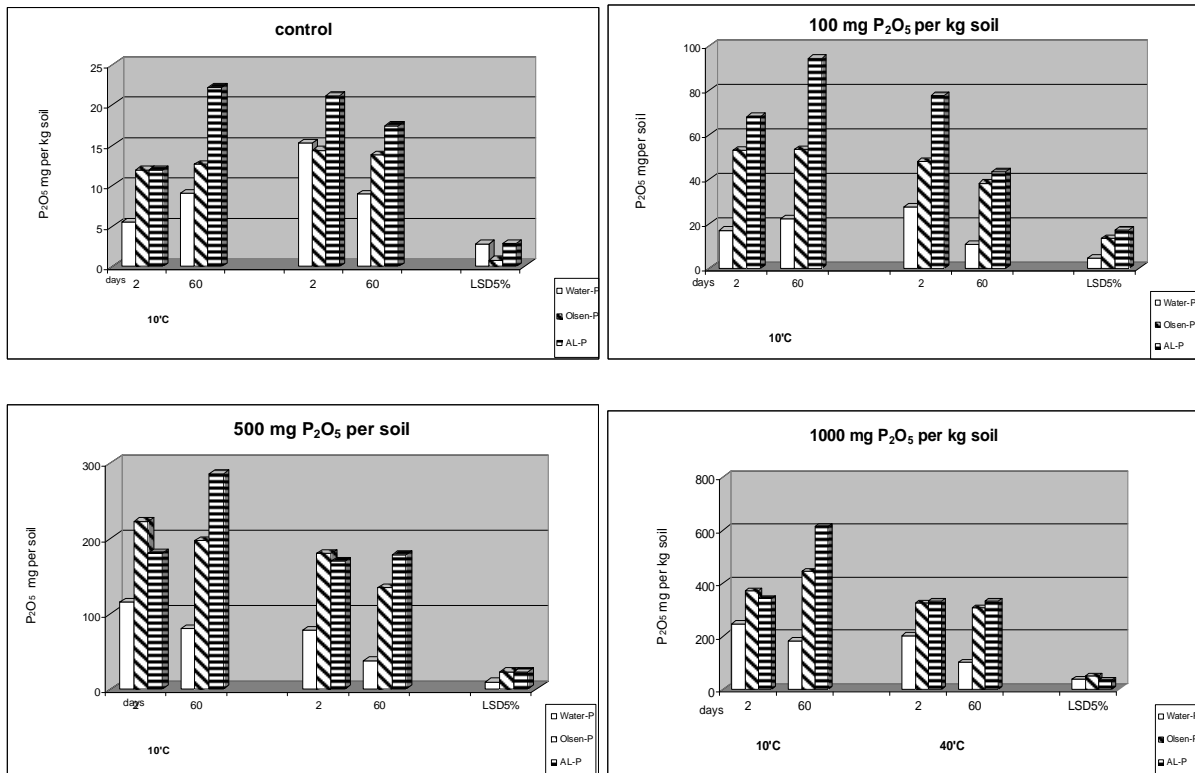 control
P₂O₅ mg per kg soil
25
20
15
10
5
0
days 2 60 2 60 LSD5%
10'C
Water-P
Olsen-P
AL-P
100 mg P₂O₅ per kg soil
P₂O₅ mgper soil
100
80
60
40
20
0
days 2 60 2 60 LSD5%
10'C
Water-P
Olsen-P
AL-P
500 mg P₂O₅ per soil
P₂O₅ mg per soil
300
200
100
0
days 2 60 2 60 LSD5%
10'C
Water-P
Olsen-P
AL-P
1000 mg P₂O₅ per kg soil
P₂O₅ mg per kg soil
800
600
400
200
0
days 2 60 2 60 LSD5%
10'C 40'C
Water-P
Olsen-P
AL-P